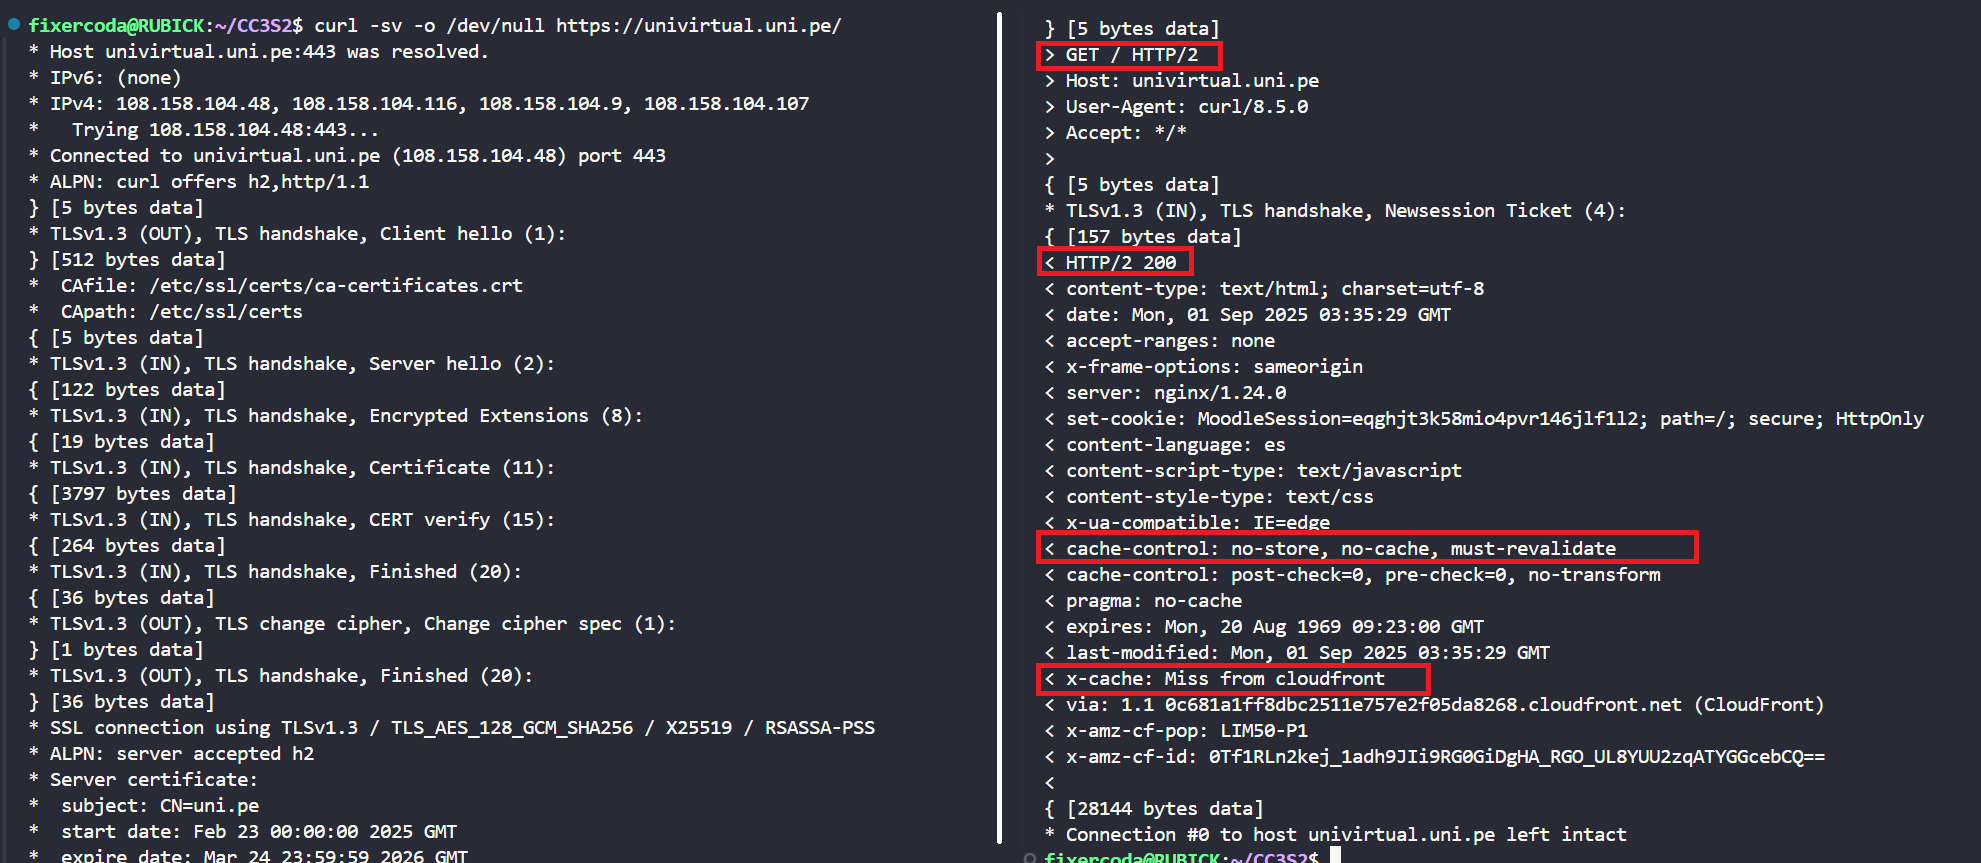 fixercoda@RUBICK:~/CC3S2$ curl -sv -o /dev/null https://univirtual.uni.pe/
* Host univirtual.uni.pe:443 was resolved.
* IPv6: (none)
* IPv4: 108.158.104.48, 108.158.104.116, 108.158.104.9, 108.158.104.107
*   Trying 108.158.104.48:443...
* Connected to univirtual.uni.pe (108.158.104.48) port 443
* ALPN: curl offers h2,http/1.1
} [5 bytes data]
* TLSv1.3 (OUT), TLS handshake, Client hello (1):
} [512 bytes data]
*  CAfile: /etc/ssl/certs/ca-certificates.crt
*  CApath: /etc/ssl/certs
{ [5 bytes data]
* TLSv1.3 (IN), TLS handshake, Server hello (2):
{ [122 bytes data]
* TLSv1.3 (IN), TLS handshake, Encrypted Extensions (8):
{ [19 bytes data]
* TLSv1.3 (IN), TLS handshake, Certificate (11):
{ [3797 bytes data]
* TLSv1.3 (IN), TLS handshake, CERT verify (15):
{ [264 bytes data]
* TLSv1.3 (IN), TLS handshake, Finished (20):
{ [36 bytes data]
* TLSv1.3 (OUT), TLS change cipher, Change cipher spec (1):
} [1 bytes data]
* TLSv1.3 (OUT), TLS handshake, Finished (20):
} [36 bytes data]
* SSL connection using TLSv1.3 / TLS_AES_128_GCM_SHA256 / X25519 / RSASSA-PSS
* ALPN: server accepted h2
* Server certificate:
*  subject: CN=uni.pe
*  start date: Feb 23 00:00:00 2025 GMT
*  expire date: Mar 24 23:59:59 2026 GMT
} [5 bytes data]
> GET / HTTP/2
> Host: univirtual.uni.pe
> User-Agent: curl/8.5.0
> Accept: */*
>
{ [5 bytes data]
* TLSv1.3 (IN), TLS handshake, Newsession Ticket (4):
{ [157 bytes data]
< HTTP/2 200
< content-type: text/html; charset=utf-8
< date: Mon, 01 Sep 2025 03:35:29 GMT
< accept-ranges: none
< x-frame-options: sameorigin
< server: nginx/1.24.0
< set-cookie: MoodleSession=eqghjt3k58mio4pvr146jlf1l2; path=/; secure; HttpOnly
< content-language: es
< content-script-type: text/javascript
< content-style-type: text/css
< x-ua-compatible: IE=edge
< cache-control: no-store, no-cache, must-revalidate
< cache-control: post-check=0, pre-check=0, no-transform
< pragma: no-cache
< expires: Mon, 20 Aug 1969 09:23:00 GMT
< last-modified: Mon, 01 Sep 2025 03:35:29 GMT
< x-cache: Miss from cloudfront
< via: 1.1 0c681a1ff8dbc2511e757e2f05da8268.cloudfront.net (CloudFront)
< x-amz-cf-pop: LIM50-P1
< x-amz-cf-id: 0Tf1RLn2kej_1adh9JIi9RG0GiDgHA_RGO_UL8YUU2zqATYGGcebCQ==
<
{ [28144 bytes data]
* Connection #0 to host univirtual.uni.pe left intact
fixercoda@RUBICK:~/CC3S2$